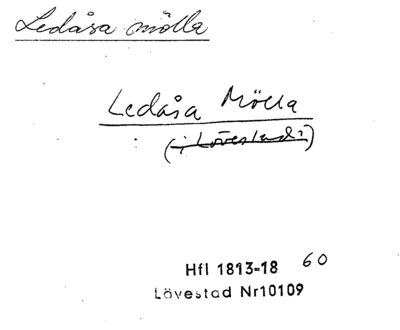 Ledåsa mölla
Ledåsa Mölla
(i Lövestad)
Hfl 1813-18 60
Lövestad Nr10109